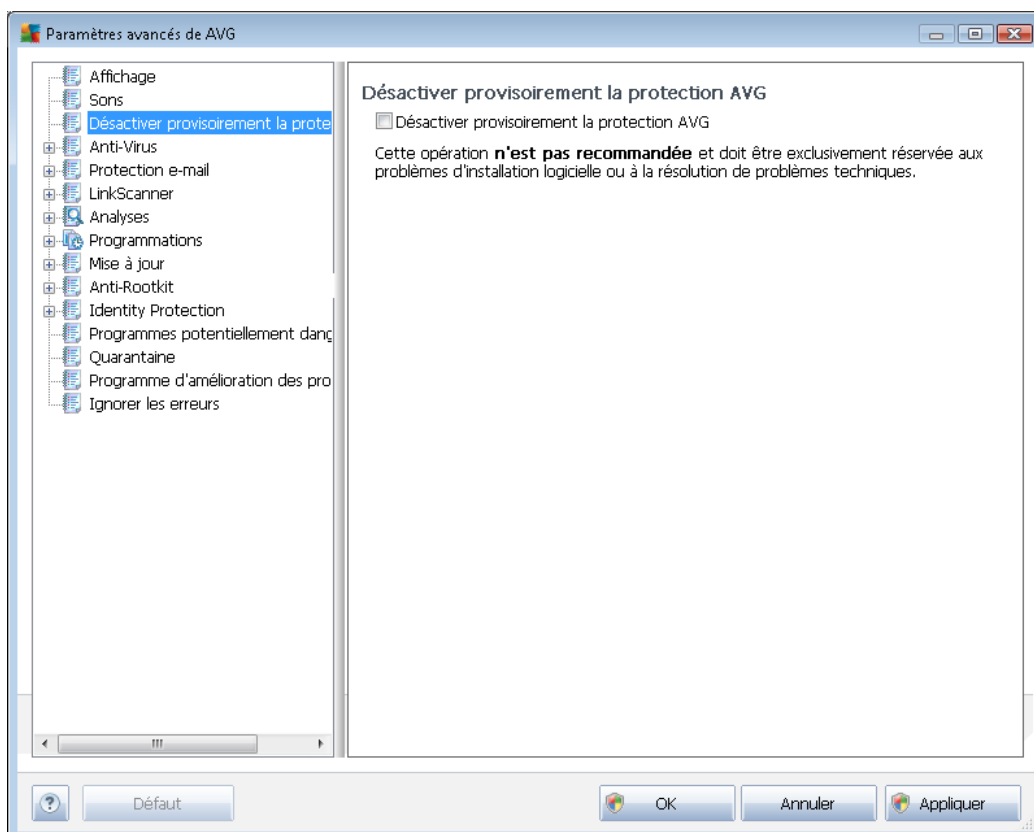 Paramètres avancés de AVG
Affichage
Sons
Désactiver provisoirement la prote
Anti-Virus
Protection e-mail
LinkScanner
Analyses
Programmations
Mise à jour
Anti-Rootkit
Identity Protection
Programmes potentiellement dang
Quarantaine
Programme d'amélioration des pro
Ignorer les erreurs
Désactiver provisoirement la protection AVG
Désactiver provisoirement la protection AVG
Cette opération n'est pas recommandée et doit être exclusivement réservée aux
problèmes d'installation logicielle ou à la résolution de problèmes techniques.
?
Défaut
OK
Annuler
Appliquer